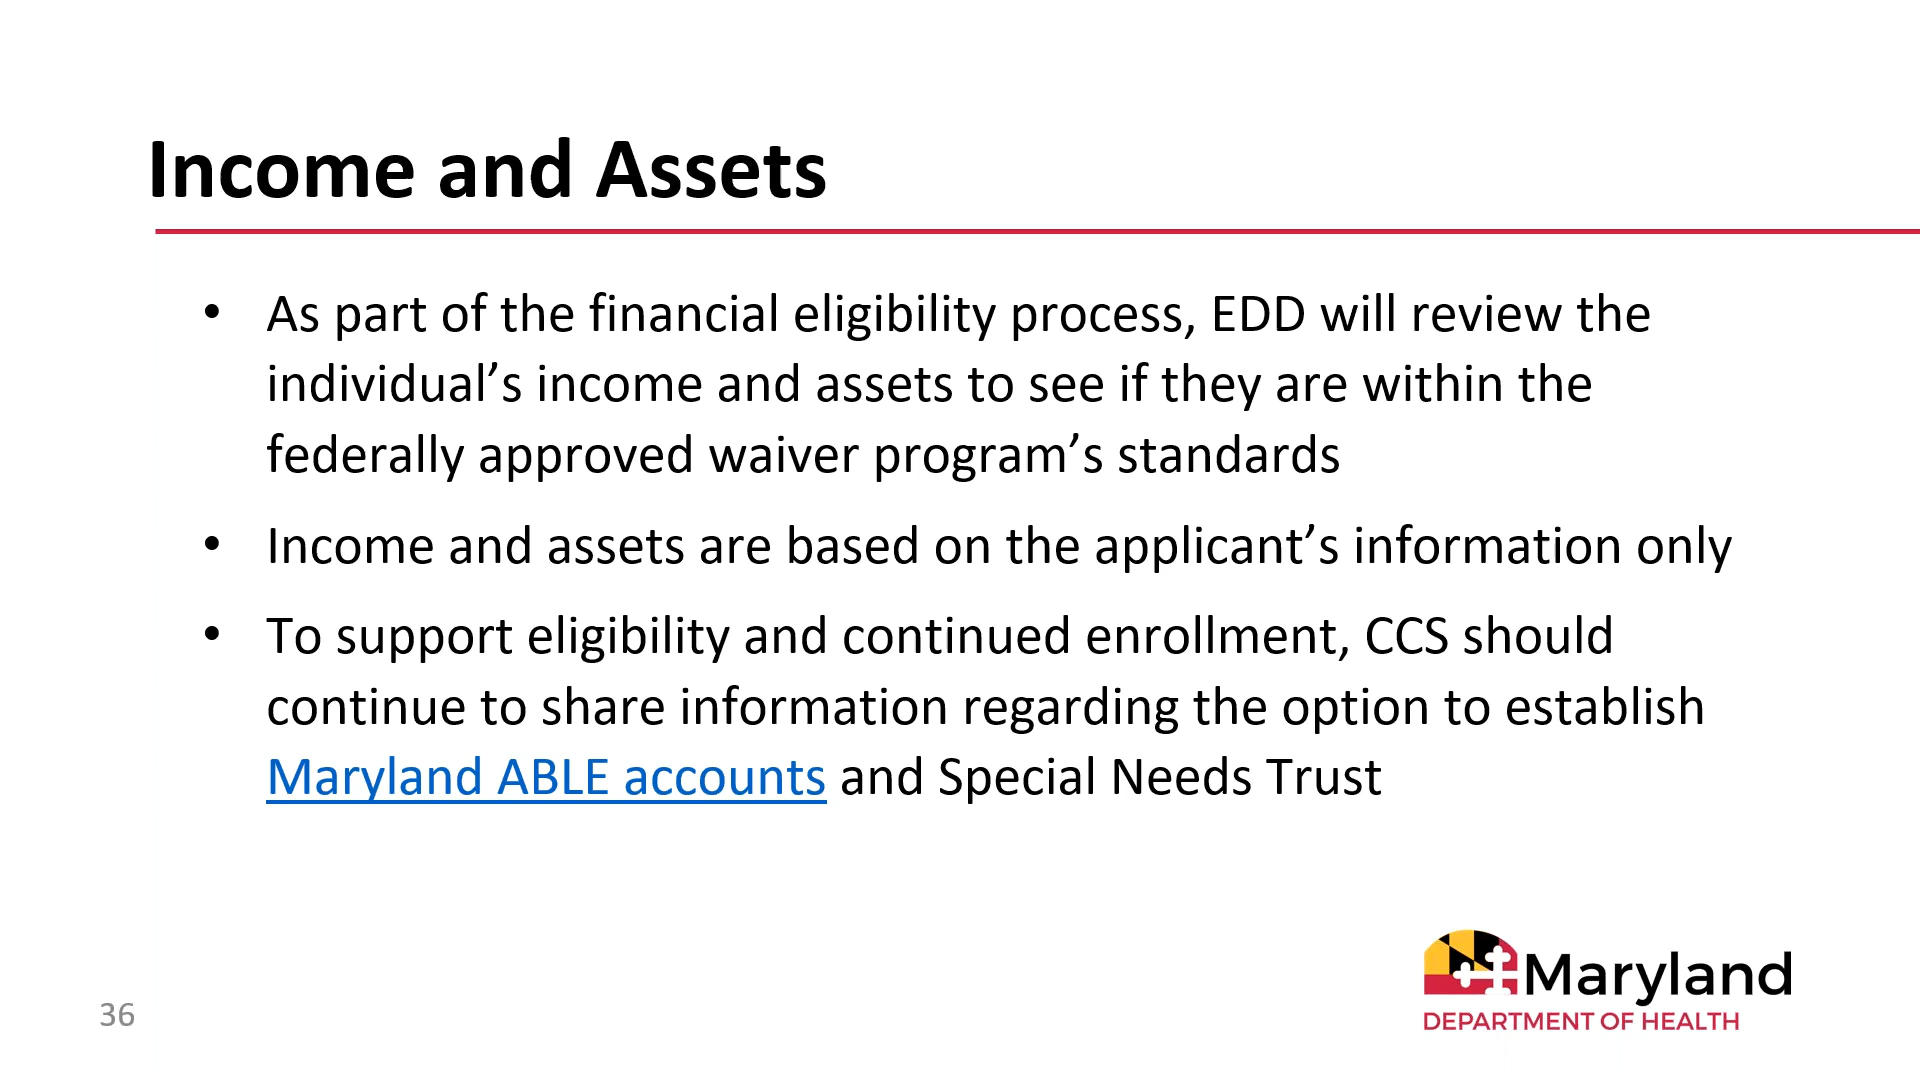 Income and Assets
• As part of the financial eligibility process, EDD will review the
individual’s income and assets to see if they are within the
federally approved waiver program’s standards
• Income and assets are based on the applicant’s information only
• To support eligibility and continued enrollment, CCS should
continue to share information regarding the option to establish
Maryland ABLE accounts and Special Needs Trust
Maryland
DEPARTMENT OF HEALTH
36